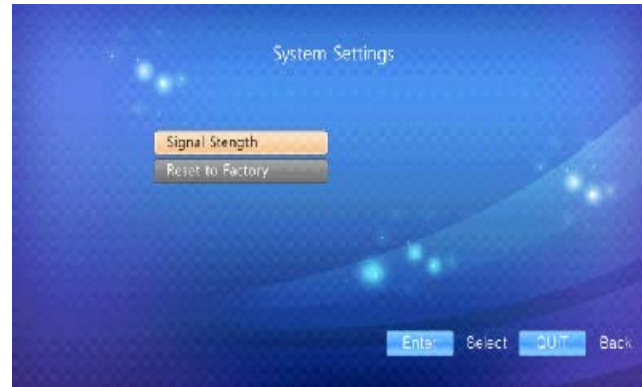 System Settings
Signal Stength
Reset to Factory
Enter Select QUIT Back